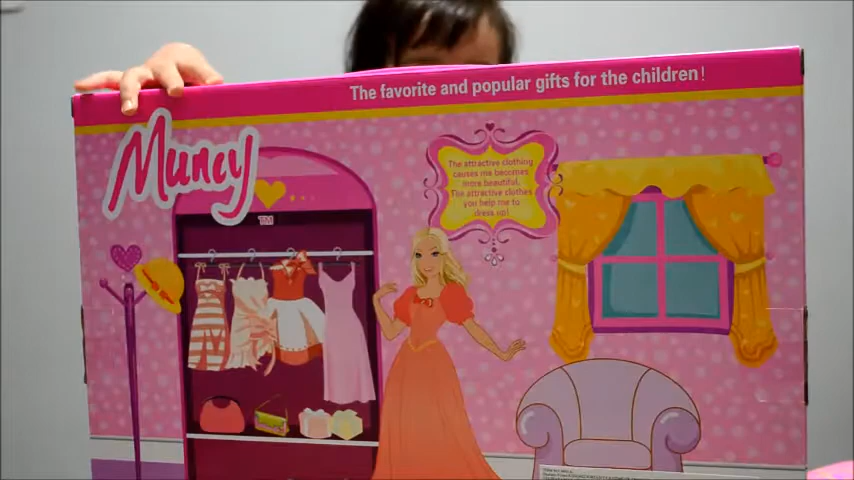 The favorite and popular gifts for the children!
Muncy
TM
The attractive clothing
causes me becomes
intra beautiful,
The attractive clothes
you help me to
dress up!